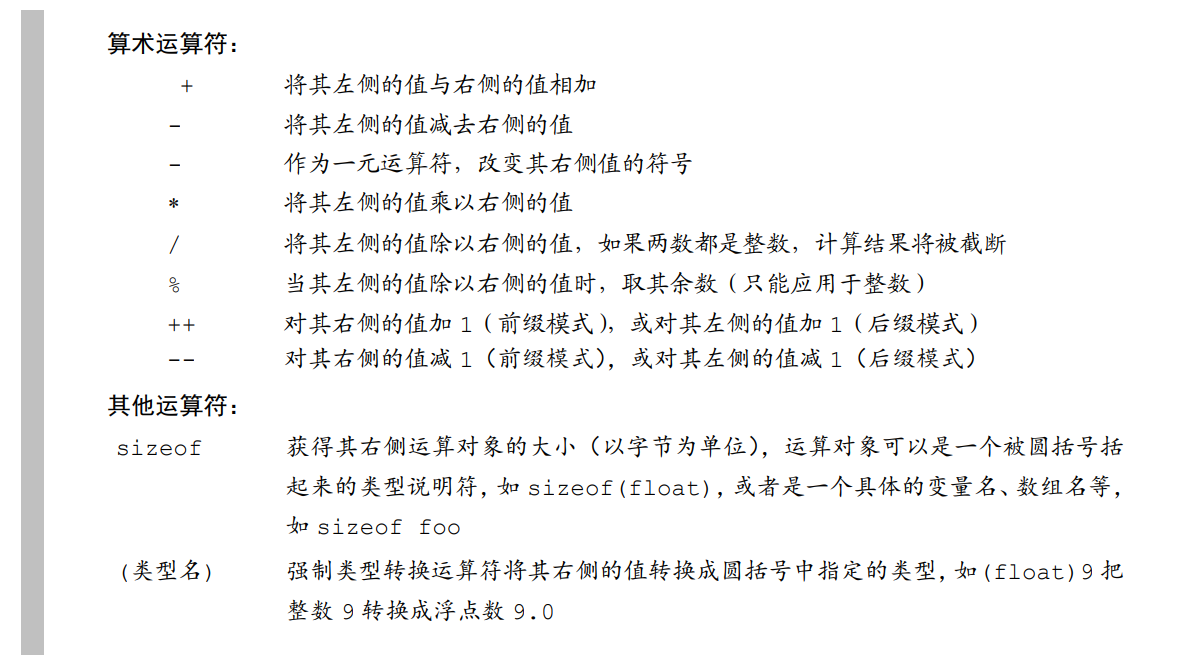 算术运算符：
+ 将其左侧的值与右侧的值相加
- 将其左侧的值减去右侧的值
- 作为一元运算符，改变其右侧值的符号
* 将其左侧的值乘以右侧的值
/ 将其左侧的值除以右侧的值，如果两数都是整数，计算结果将被截断
% 当其左侧的值除以右侧的值时，取其余数（只能应用于整数）
++ 对其右侧的值加 1（前缀模式），或对其左侧的值加 1（后缀模式）
-- 对其右侧的值减 1（前缀模式），或对其左侧的值减 1（后缀模式）
其他运算符：
sizeof 获得其右侧运算对象的大小（以字节为单位），运算对象可以是一个被圆括号括
起来的类型说明符，如 sizeof(float)，或者是一个具体的变量名、数组名等，
如 sizeof foo
(类型名) 强制类型转换运算符将其右侧的值转换成圆括号中指定的类型，如(float)9 把
整数 9 转换成浮点数 9.0